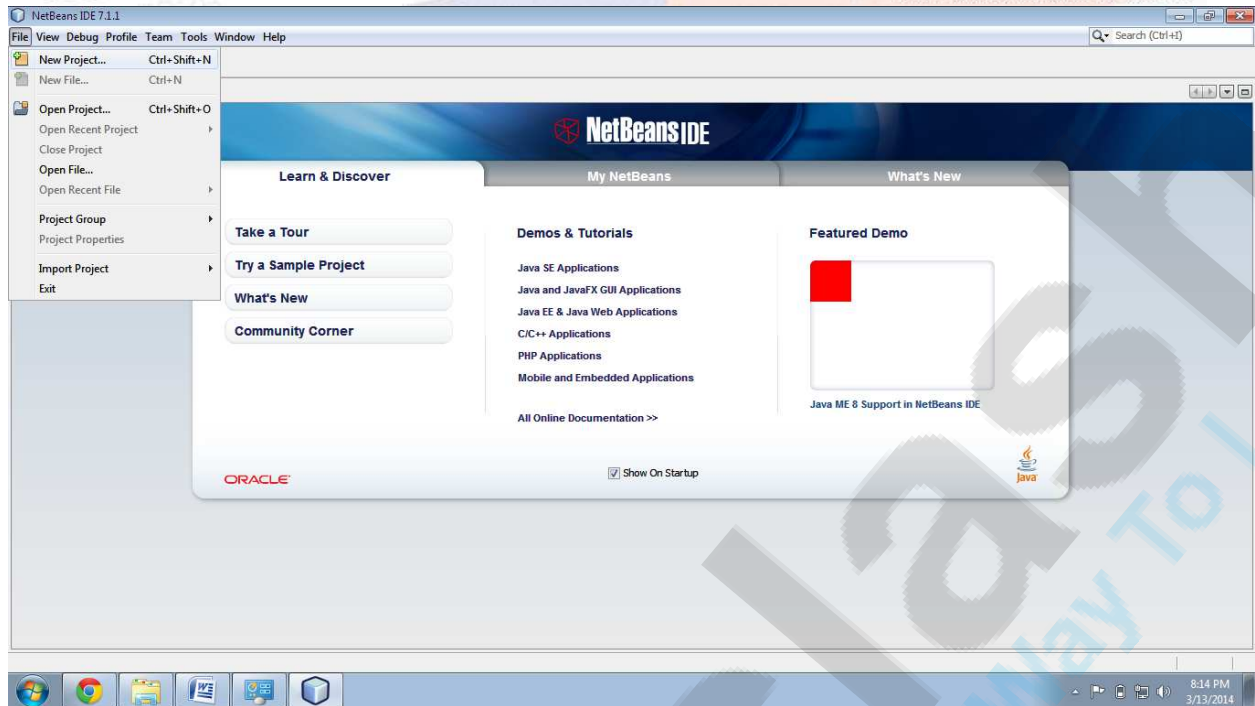 NetBeans IDE 7.1.1
File View Debug Profile Team Tools Window Help
Search (Ctrl+I)
New Project... Ctrl+Shift+N
New File... Ctrl+N
Open Project... Ctrl+Shift+O
Open Recent Project
Close Project
Open File...
Open Recent File
Project Group
Project Properties
Import Project
Exit
NetBeans IDE
Learn & Discover
My NetBeans
What's New
Take a Tour
Try a Sample Project
What's New
Community Corner
Demos & Tutorials
Java SE Applications
Java and JavaFX GUI Applications
Java EE & Java Web Applications
C/C++ Applications
PHP Applications
Mobile and Embedded Applications
All Online Documentation >>
Featured Demo
Java ME 8 Support in NetBeans IDE
ORACLE
Show On Startup
Java
Way To
8:14 PM
3/13/2014